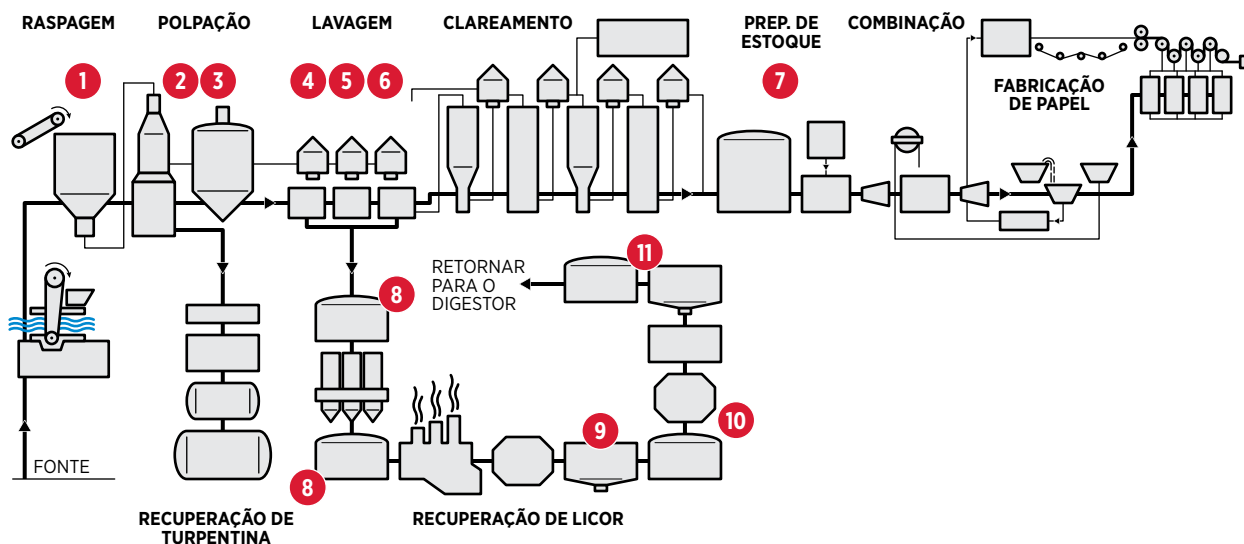 RASPAGEM
POLPAÇÃO
LAVAGEM
CLAREAMENTO
PREP. DE
ESTOQUE
COMBINAÇÃO
1
2
3
4
5
6
7
FABRICAÇÃO
DE PAPEL
RETORNAR
PARA O
DIGESTOR
11
8
10
9
8
FONTE
RECUPERAÇÃO DE
TURPENTINA
RECUPERAÇÃO DE LICOR